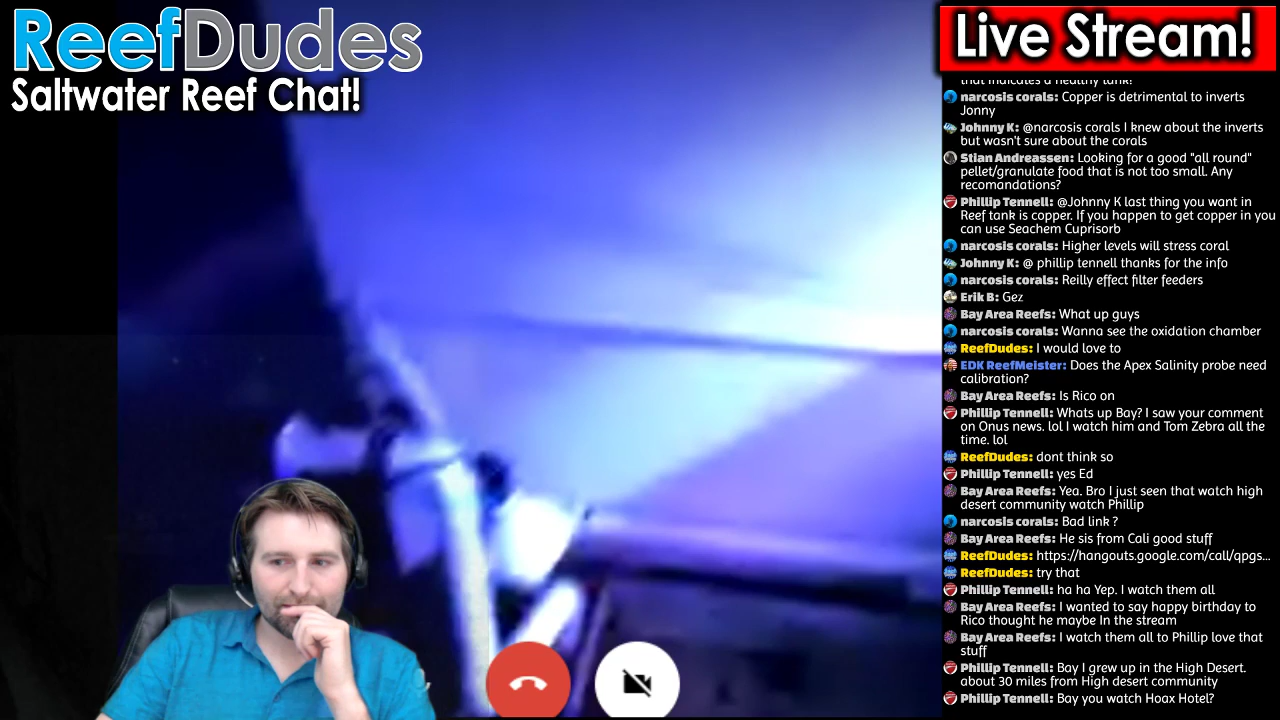 ReefDudes
Saltwater Reef Chat!
Live Stream!
that indicates a healthy tank!
narcosis corals: Copper is detrimental to inverts
Jonny
Johnny K: @narcosis corals I knew about the inverts
but wasn't sure about the corals
Stian Andreassen: Looking for a good "all round"
pellet/granulate food that is not too small. Any
recomandations?
Phillip Tennell: @Johnny K last thing you want in
Reef tank is copper. If you happen to get copper in you
can use Seachem Cuprisorb
narcosis corals: Higher levels will stress coral
Johnny K: @ phillip tennell thanks for the info
narcosis corals: Reilly effect filter feeders
Erik B: Gez
Bay Area Reefs: What up guys
narcosis corals: Wanna see the oxidation chamber
ReefDudes: I would love to
EDK ReefMeister: Does the Apex Salinity probe need
calibration?
Bay Area Reefs: Is Rico on
Phillip Tennell: Whats up Bay? I saw your comment
on Onus news. lol I watch him and Tom Zebra all the
time. lol
ReefDudes: dont think so
Phillip Tennell: yes Ed
Bay Area Reefs: Yea. Bro I just seen that watch high
desert community watch Phillip
narcosis corals: Bad link ?
Bay Area Reefs: He sis from Cali good stuff
ReefDudes: https://hangouts.google.com/call/qpgs...
ReefDudes: try that
Phillip Tennell: ha ha Yep. I watch them all
Bay Area Reefs: I wanted to say happy birthday to
Rico thought he maybe In the stream
Bay Area Reefs: I watch them all to Phillip love that
stuff
Phillip Tennell: Bay I grew up in the High Desert.
about 30 miles from High desert community
Phillip Tennell: Bay you watch Hoax Hotel?